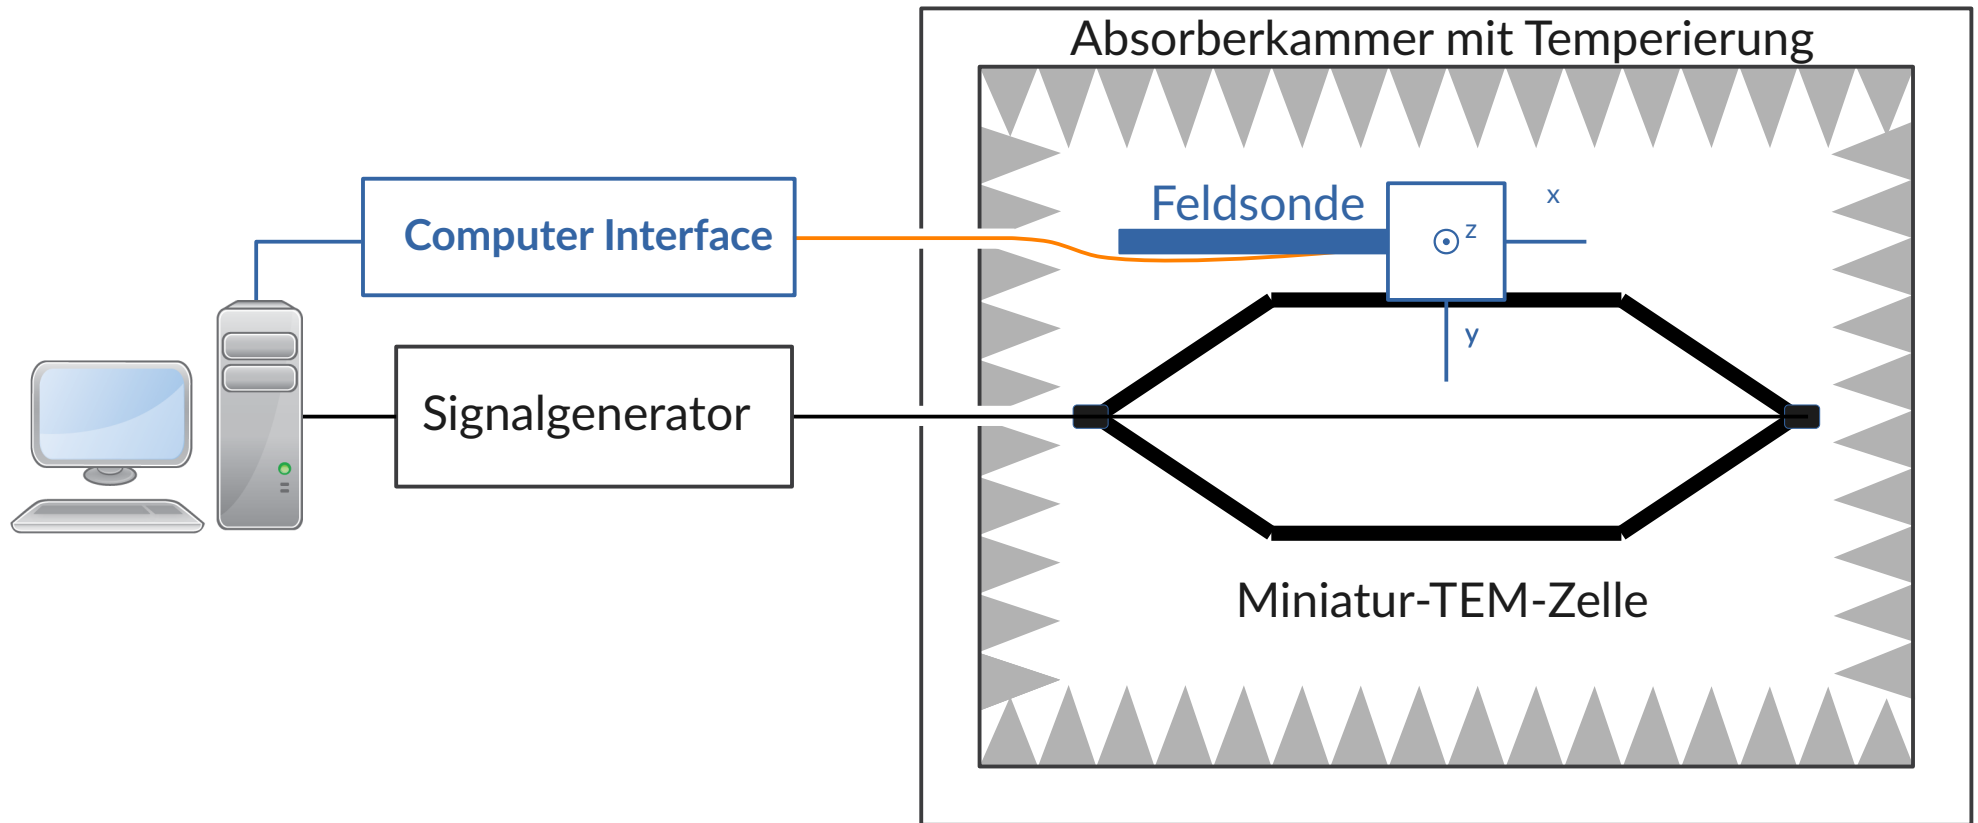 Absorberkammer mit Temperierung
Computer Interface
Feldsonde
x
z
y
Signalgenerator
Miniatur-TEM-Zelle